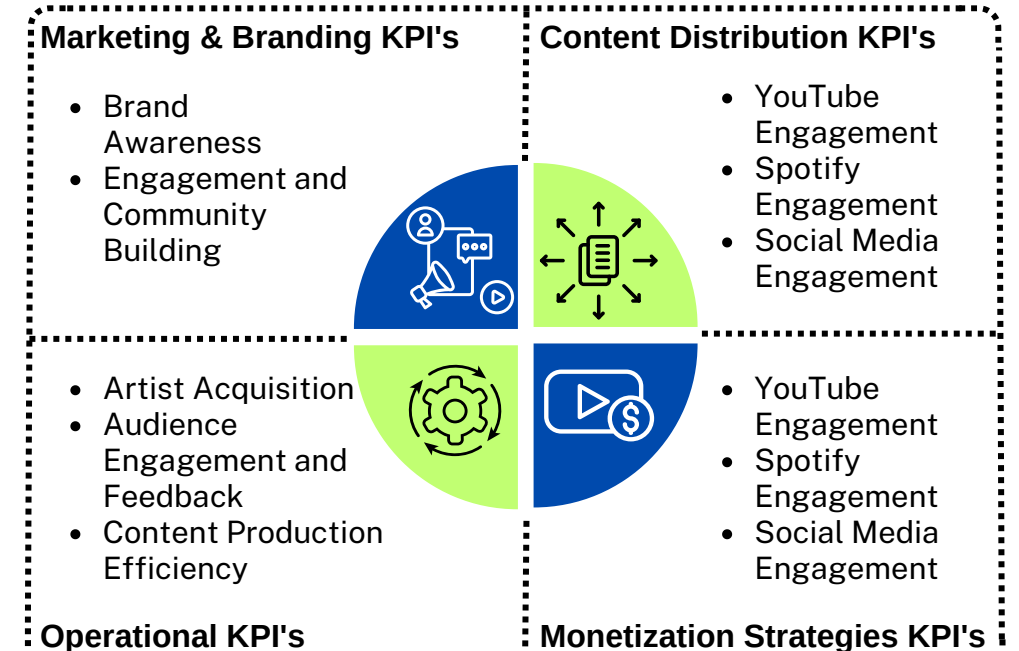 Marketing & Branding KPI's
• Brand
Awareness
• Engagement and
Community
Building
Content Distribution KPI's
• YouTube
Engagement
• Spotify
Engagement
• Social Media
Engagement
• Artist Acquisition
• Audience
Engagement and
Feedback
• Content Production
Efficiency
Operational KPI's
• YouTube
Engagement
• Spotify
Engagement
• Social Media
Engagement
Monetization Strategies KPI's
$